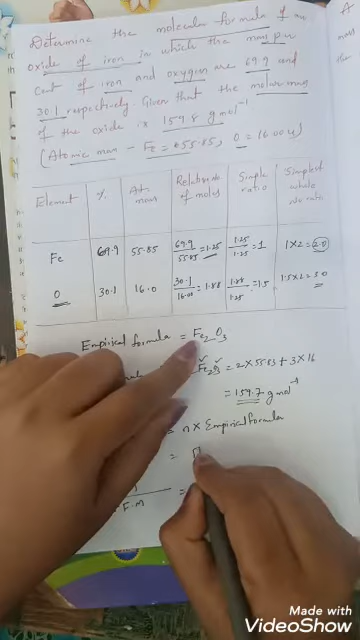 Determine the molecular formula of an
oxide of iron in which the mass per
cent of iron and oxygen are 69.9 and
30.1 respectively. Given that the molar mass
of the oxide is 159.8 g mol⁻¹
(Atomic mass - Fe = 55.85, 0 = 16.00 u)
Element % At. mass Relative No of moles Simple ratio Simplest whole No ratio
Fe 69.9 55.85 69.9/55.85 = 1.25 1.25/1.25 = 1 1 x 2 = 2.0
O 30.1 16.0 30.1/16.00 = 1.88 1.88/1.25 = 1.5 1.5 x 2 = 3.0
Empirical formula = Fe₂O₃
= 2 x 55.85 + 3 x 16
= 159.7 g mol⁻¹
= n x Empirical formula
= n
F.M =
Made with
VideoShow